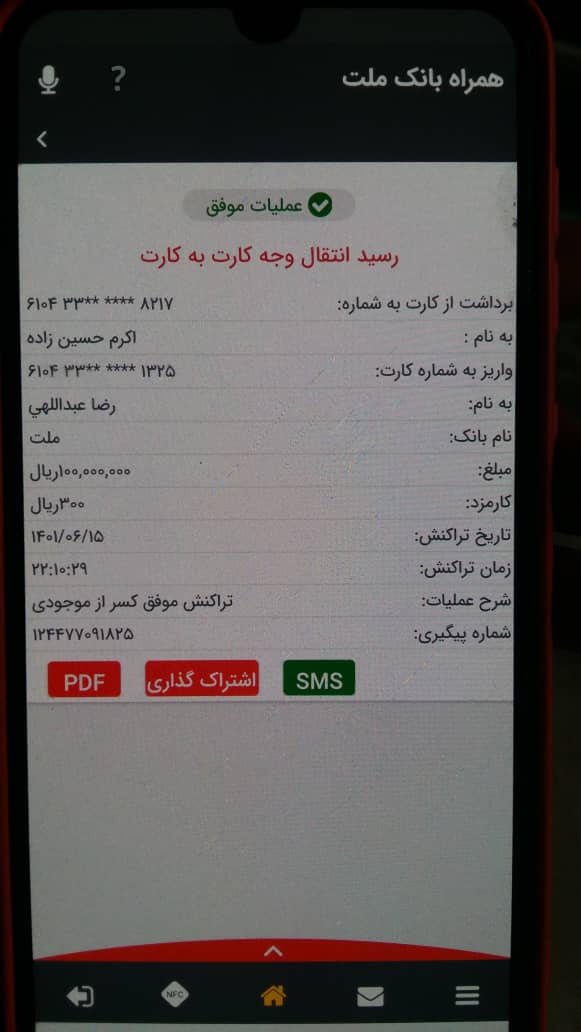 همراه بانک ملت
?
عملیات موفق
رسید انتقال وجه کارت به کارت
برداشت از کارت به شماره: ۶۱۰۴ ۳۳** **** ۸۲۱۷
به نام : اکرم حسین زاده
واریز به شماره کارت: ۶۱۰۴ ۳۳** **** ۱۳۲۵
به نام: رضا عبداللهي
نام بانک: ملت
مبلغ: ۱۰۰,۰۰۰,۰۰۰ریال
کارمزد: ۳۰۰ریال
تاریخ تراکنش: ۱۴۰۱/۰۶/۱۵
زمان تراکنش: ۲۲:۱۰:۲۹
شرح عملیات: تراکنش موفق کسر از موجودی
شماره پیگیری: ۱۲۴۴۷۷۰۹۱۸۲۵
SMS اشتراک گذاری PDF
NFC